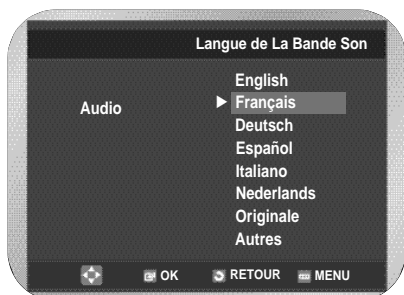 Langue de La Bande Son
Audio
English
▶ Français
Deutsch
Español
Italiano
Nederlands
Originale
Autres
OK RETOUR MENU